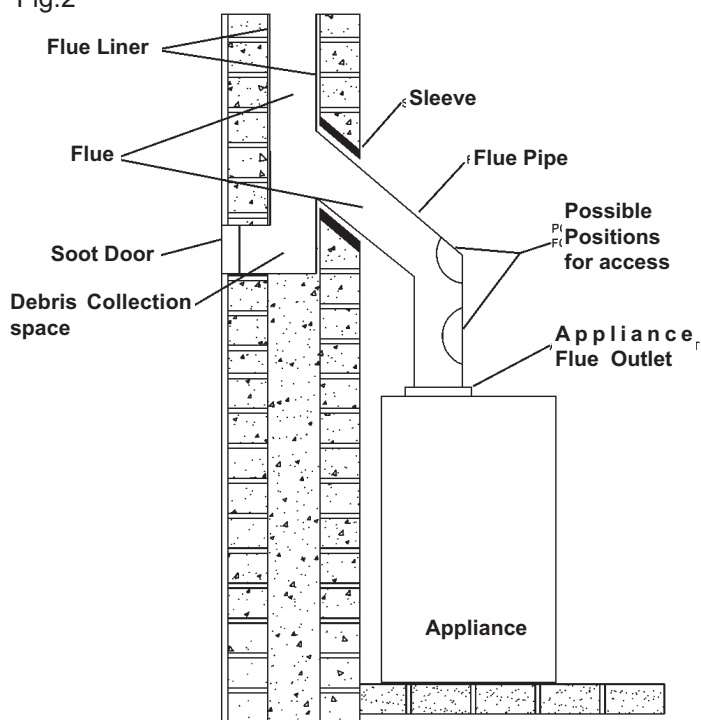 Fig.2
Flue Liner
Sleeve
Flue
Flue Pipe
Possible
Positions
for access
Soot Door
Debris Collection
space
Appliance
Flue Outlet
Appliance